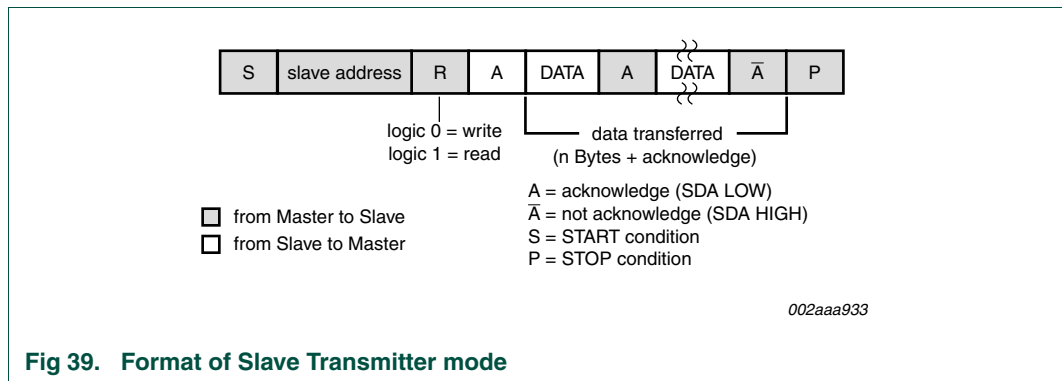 S slave address R A DATA A DATA A̅ P
logic 0 = write
logic 1 = read
data transferred
(n Bytes + acknowledge)
A = acknowledge (SDA LOW)
A̅ = not acknowledge (SDA HIGH)
S = START condition
P = STOP condition
from Master to Slave
from Slave to Master
002aaa933
Fig 39. Format of Slave Transmitter mode